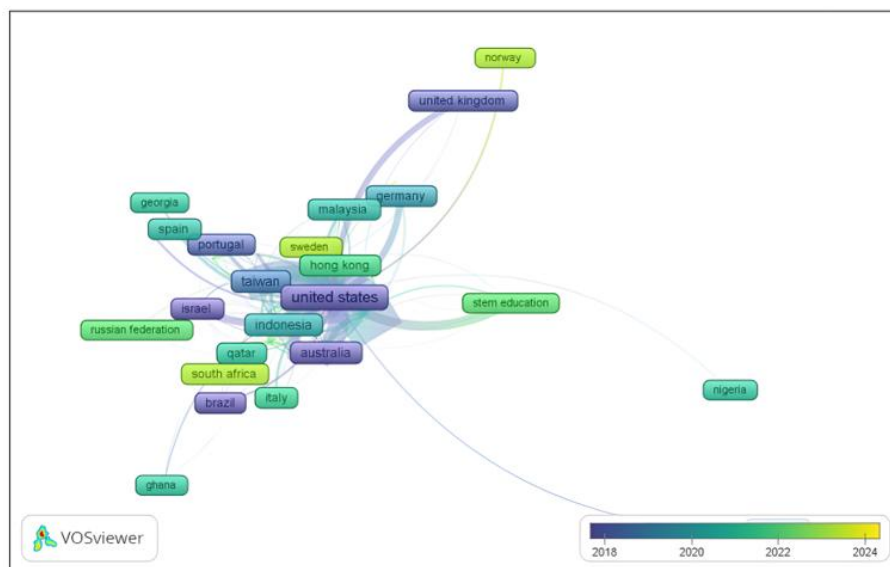 norway
united kingdom
germany
georgia
malaysia
spain
portugal
sweden
hong kong
taiwan
united states
stem education
israel
indonesia
russian federation
qatar
australia
south africa
nigeria
italy
brazil
ghana
VOSviewer
2018 2020 2022 2024